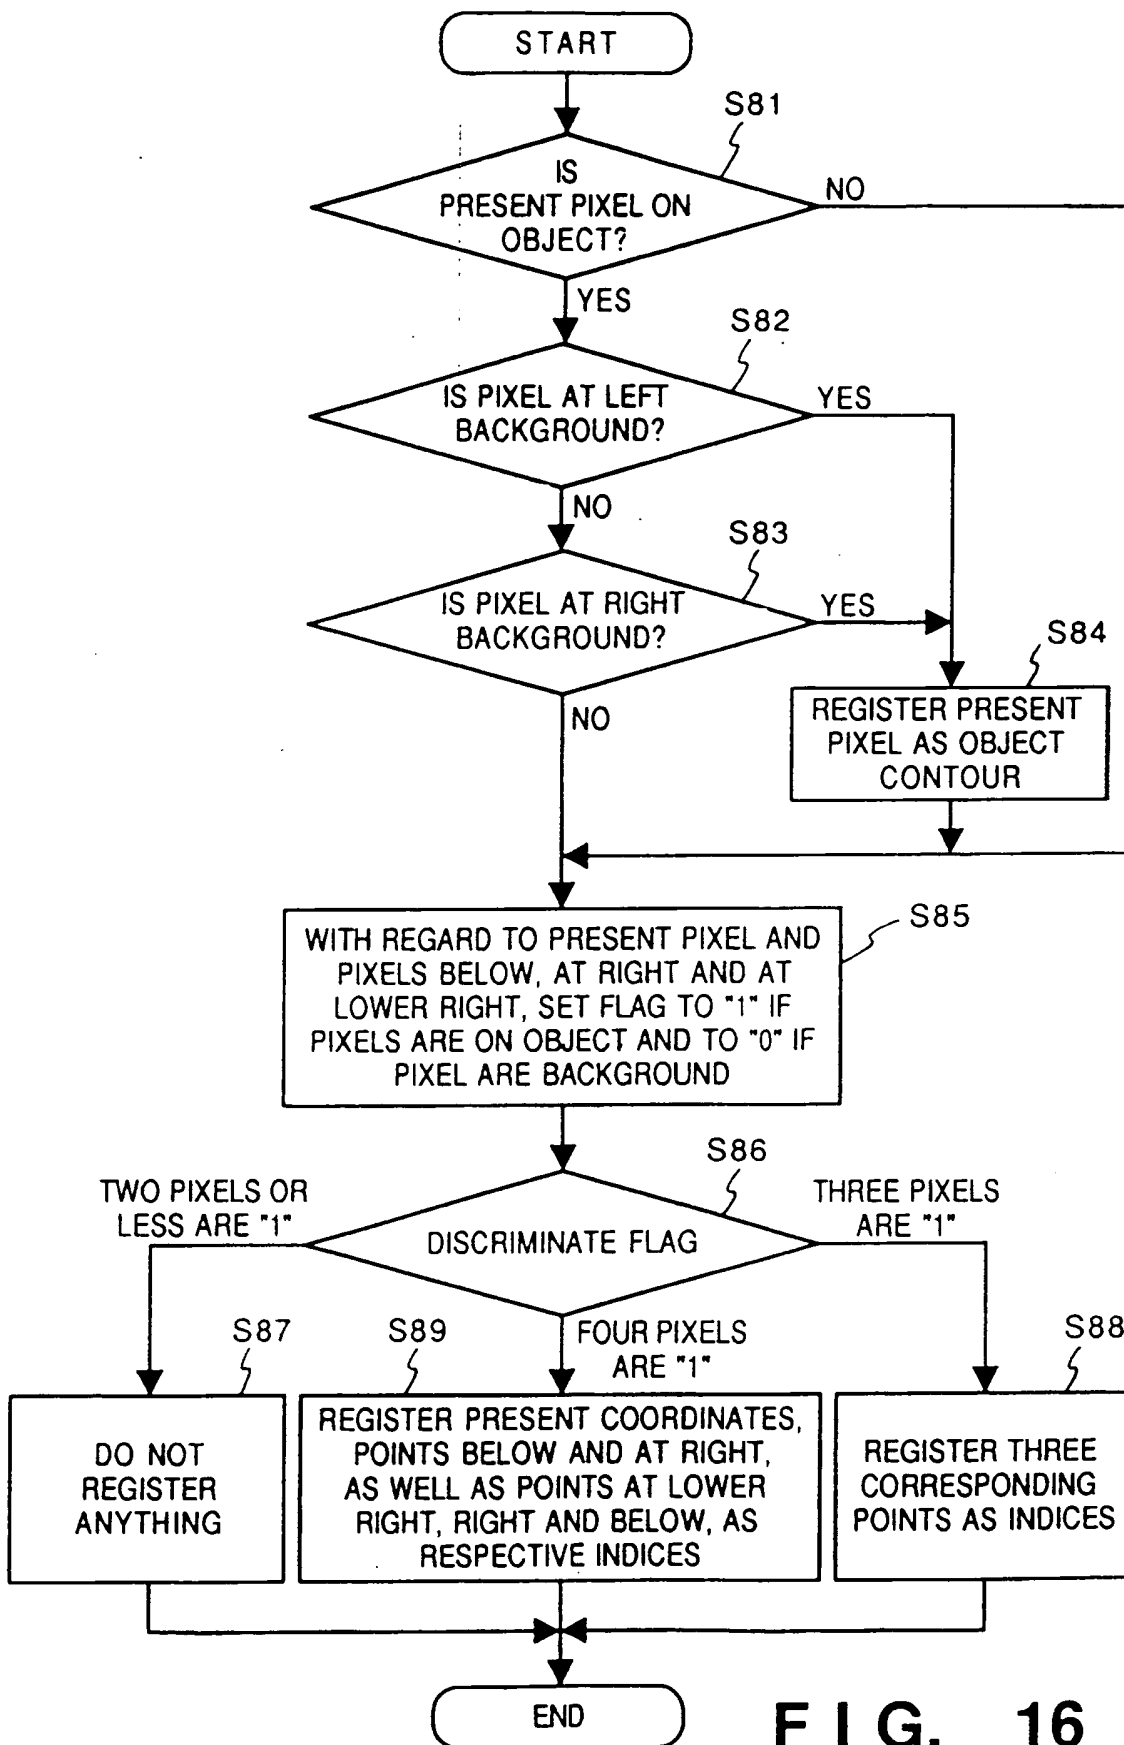 START
S81
IS
PRESENT PIXEL ON
OBJECT?
NO
YES
S82
IS PIXEL AT LEFT
BACKGROUND?
YES
NO
S83
IS PIXEL AT RIGHT
BACKGROUND?
YES
NO
S84
REGISTER PRESENT
PIXEL AS OBJECT
CONTOUR
S85
WITH REGARD TO PRESENT PIXEL AND
PIXELS BELOW, AT RIGHT AND AT
LOWER RIGHT, SET FLAG TO "1" IF
PIXELS ARE ON OBJECT AND TO "0" IF
PIXEL ARE BACKGROUND
S86
DISCRIMINATE FLAG
TWO PIXELS OR
LESS ARE "1"
THREE PIXELS
ARE "1"
FOUR PIXELS
ARE "1"
S87
DO NOT
REGISTER
ANYTHING
S89
REGISTER PRESENT COORDINATES,
POINTS BELOW AND AT RIGHT,
AS WELL AS POINTS AT LOWER
RIGHT, RIGHT AND BELOW, AS
RESPECTIVE INDICES
S88
REGISTER THREE
CORRESPONDING
POINTS AS INDICES
END
FIG. 16